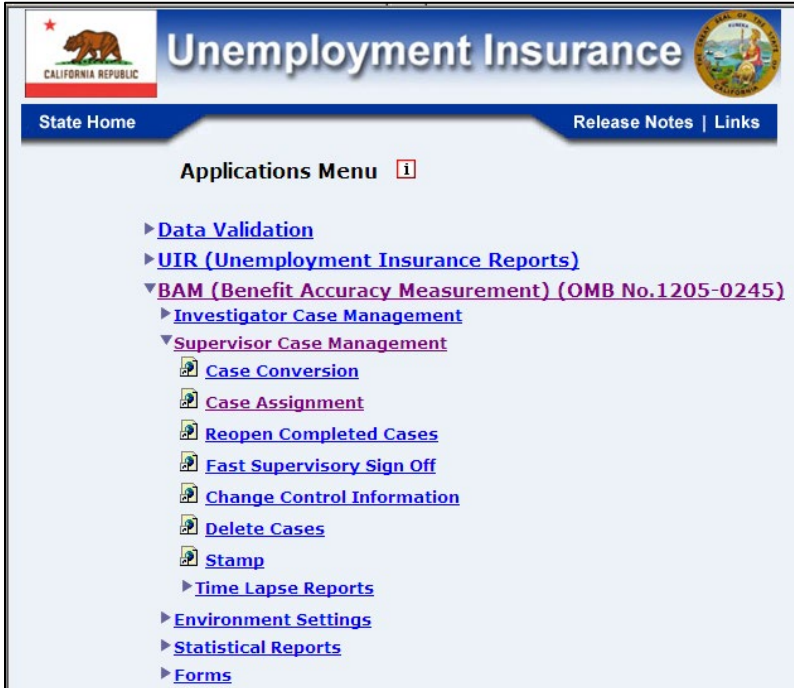 CALIFORNIA REPUBLIC
Unemployment Insurance
State Home
Release Notes | Links
Applications Menu i
Data Validation
UIR (Unemployment Insurance Reports)
BAM (Benefit Accuracy Measurement) (OMB No.1205-0245)
Investigator Case Management
Supervisor Case Management
Case Conversion
Case Assignment
Reopen Completed Cases
Fast Supervisory Sign Off
Change Control Information
Delete Cases
Stamp
Time Lapse Reports
Environment Settings
Statistical Reports
Forms